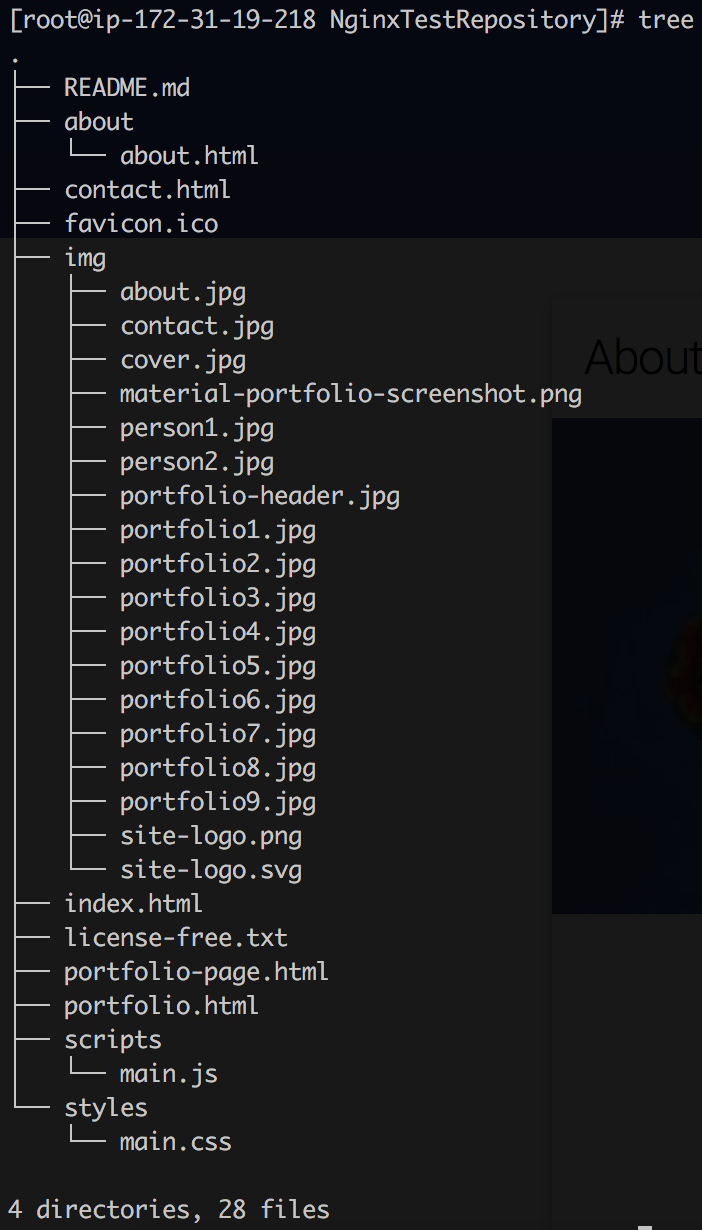 [root@ip-172-31-19-218 NginxTestRepository]# tree
.
├── README.md
├── about
│   └── about.html
├── contact.html
├── favicon.ico
├── img
│   ├── about.jpg
│   ├── contact.jpg
│   ├── cover.jpg
│   ├── material-portfolio-screenshot.png
│   ├── person1.jpg
│   ├── person2.jpg
│   ├── portfolio-header.jpg
│   ├── portfolio1.jpg
│   ├── portfolio2.jpg
│   ├── portfolio3.jpg
│   ├── portfolio4.jpg
│   ├── portfolio5.jpg
│   ├── portfolio6.jpg
│   ├── portfolio7.jpg
│   ├── portfolio8.jpg
│   ├── portfolio9.jpg
│   ├── site-logo.png
│   └── site-logo.svg
├── index.html
├── license-free.txt
├── portfolio-page.html
├── portfolio.html
├── scripts
│   └── main.js
└── styles
    └── main.css
4 directories, 28 files
About